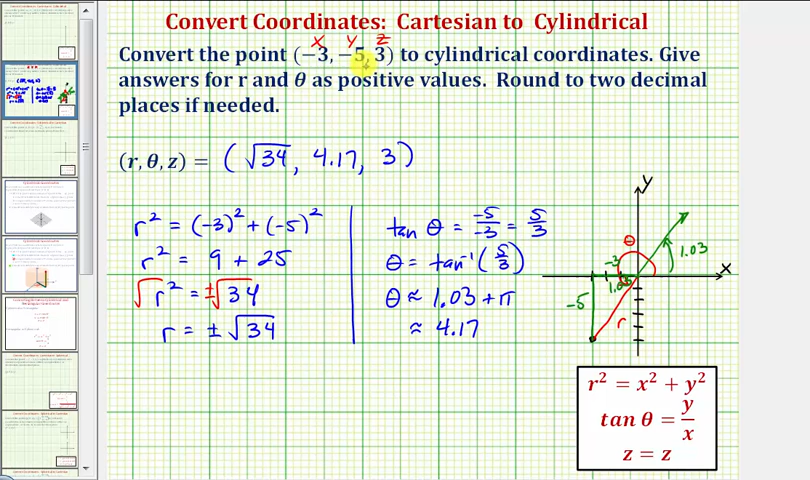 Convert Coordinates: Cartesian to Cylindrical
x y z
Convert the point (−3, −5, 3) to cylindrical coordinates. Give
answers for r and θ as positive values. Round to two decimal
places if needed.
(r, θ, z) = (√34, 4.17, 3)
r² = (−3)² + (−5)²
r² = 9 + 25
√r² = ±√34
r = ±√34
tan θ = -5/-3 = 5/3
θ = tan⁻¹(5/3)
θ ≈ 1.03 + π
≈ 4.17
y
θ
1.03
-3
x
1.03
-5
r
r² = x² + y²
tan θ = y/x
z = z